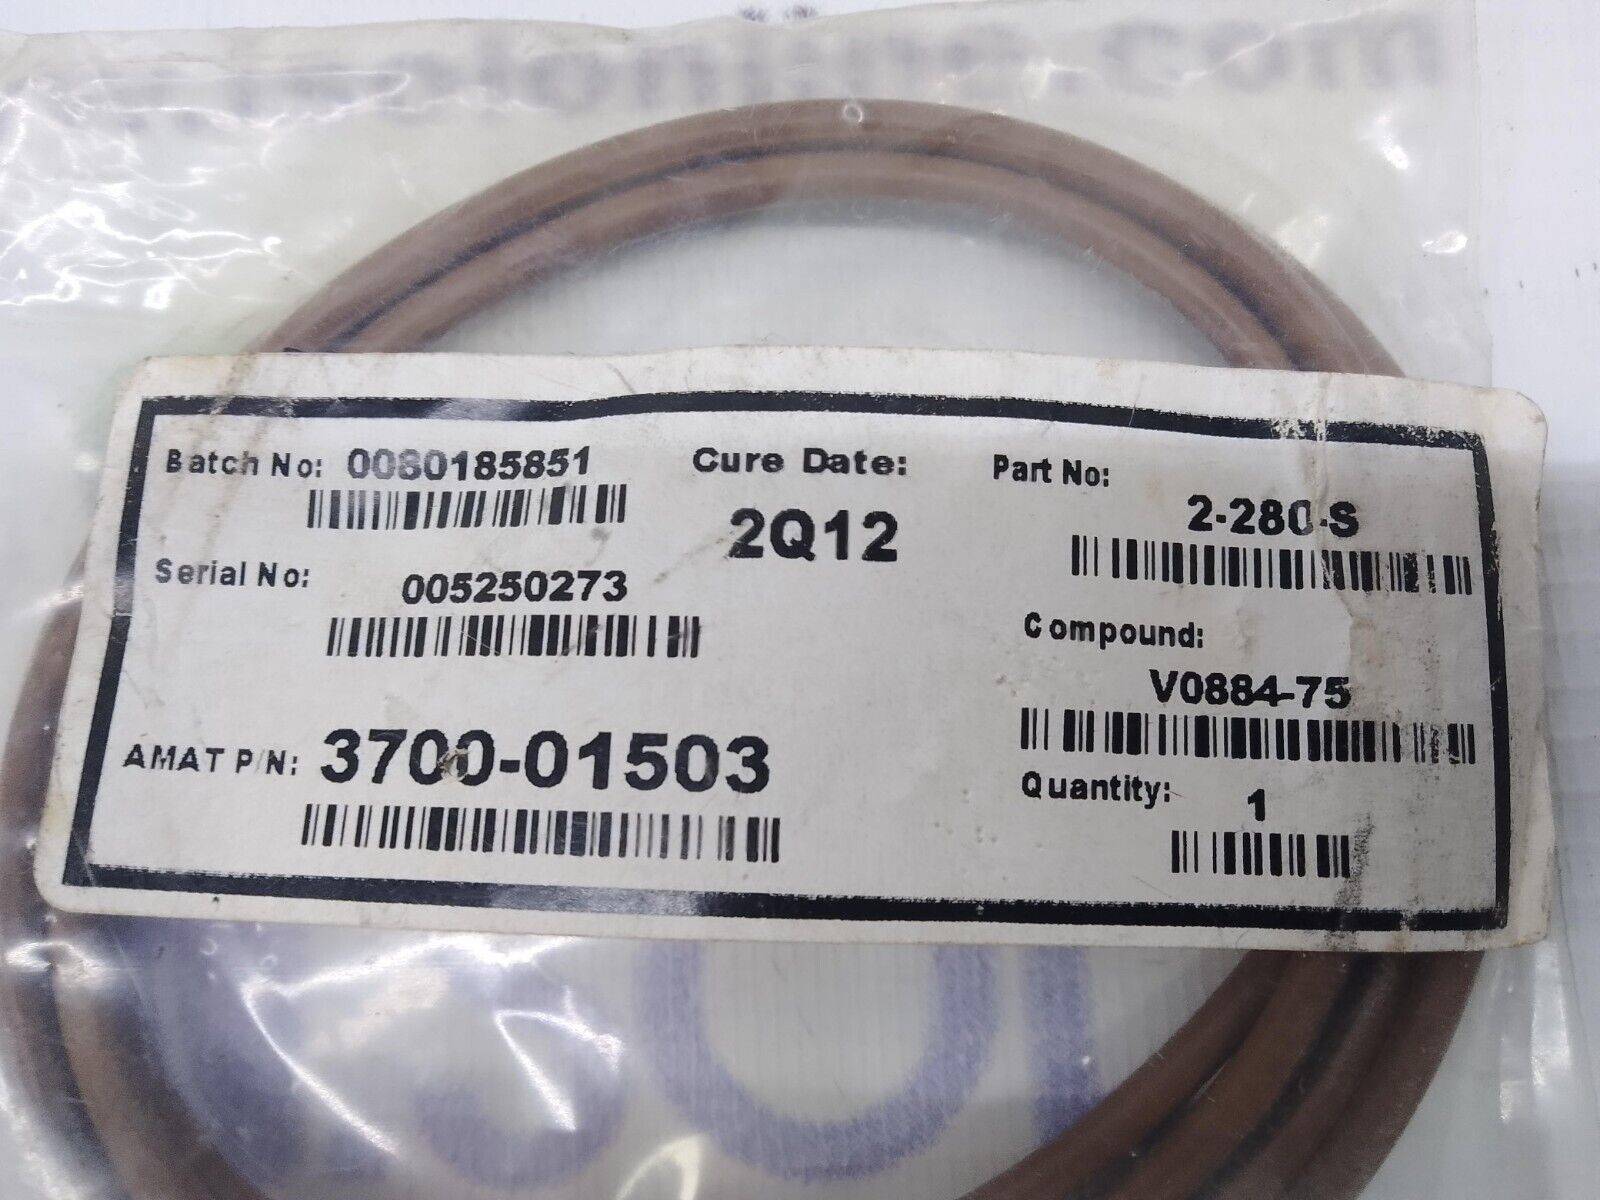 .com
Batch No: 0080185851
Cure Date:
2Q12
Part No:
2-280-S
Serial No: 005250273
Compound:
V0884-75
AMAT P/N: 3700-01503
Quantity: 1